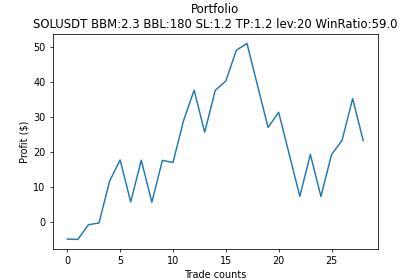 Portfolio
SOLUSDT BBM:2.3 BBL:180 SL:1.2 TP:1.2 lev:20 WinRatio:59.0
50
40
30
20
10
0
Profit ($)
0 5 10 15 20 25
Trade counts